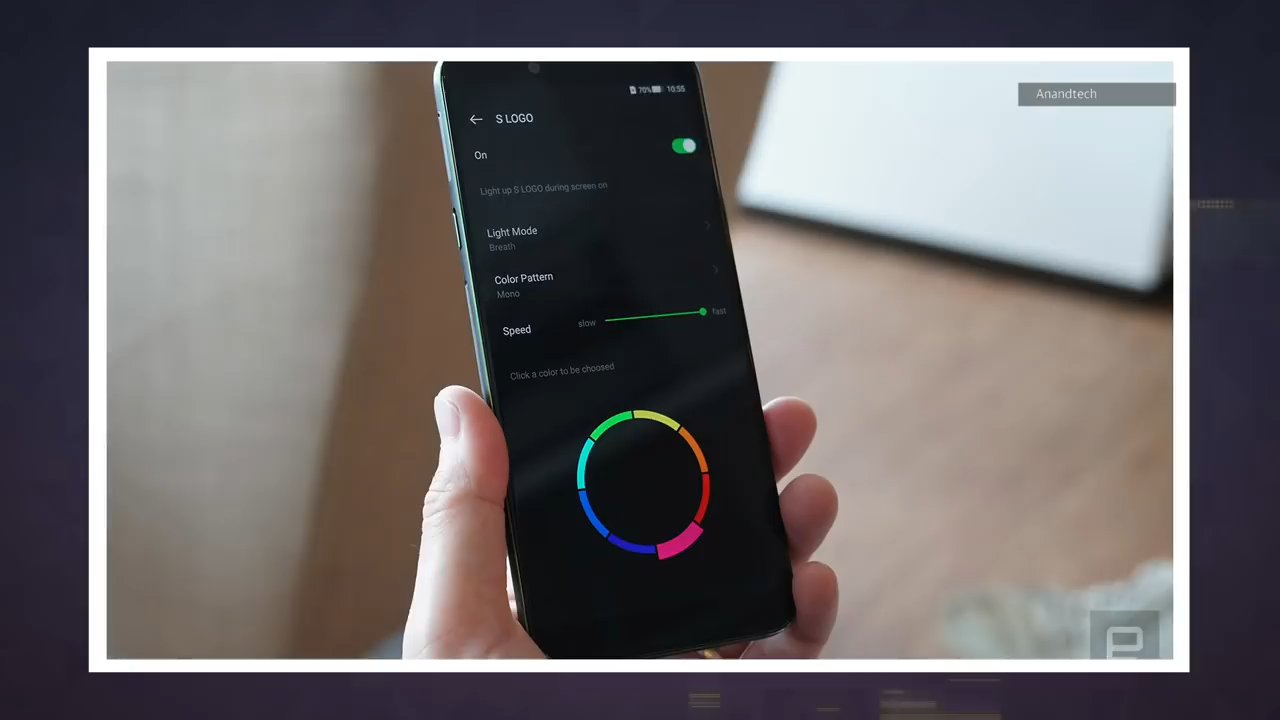 Anandtech
70% 10:55
← S LOGO
On
Light up S LOGO during screen on
Light Mode
Breath
Color Pattern
Mono
Speed slow fast
Click a color to be choosed